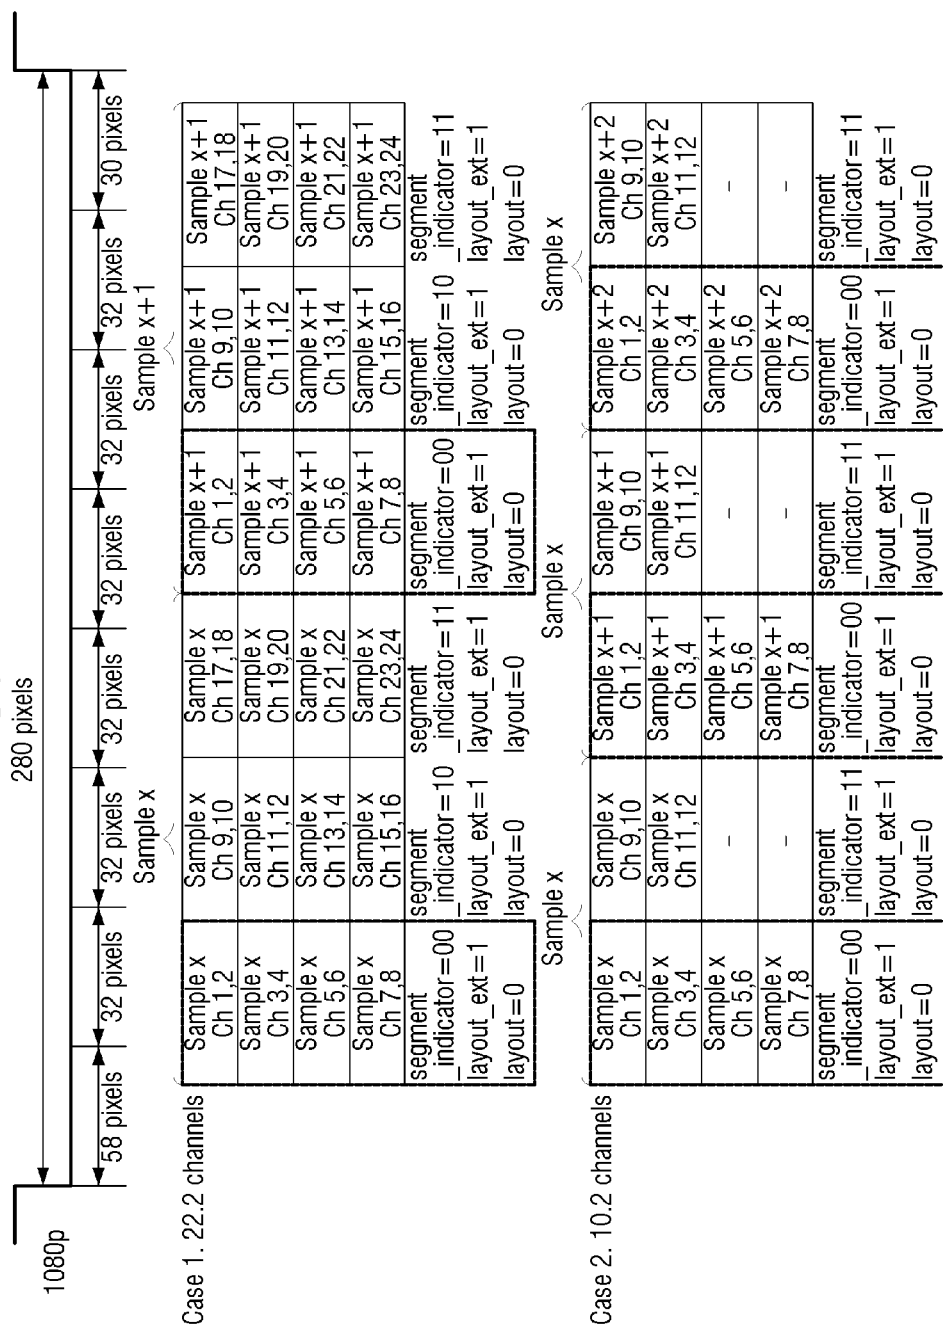 1080p
280 pixels
58 pixels
32 pixels
32 pixels
32 pixels
32 pixels
32 pixels
32 pixels
30 pixels
Case 1. 22.2 channels
Sample x
Sample x+1
Sample x
Ch 1,2
Sample x
Ch 3,4
Sample x
Ch 5,6
Sample x
Ch 7,8
segment
_indicator=00
layout_ext=1
layout=0
Sample x
Ch 9,10
Sample x
Ch 11,12
Sample x
Ch 13,14
Sample x
Ch 15,16
segment
_indicator=10
layout_ext=1
layout=0
Sample x
Ch 17,18
Sample x
Ch 19,20
Sample x
Ch 21,22
Sample x
Ch 23,24
segment
_indicator=11
layout_ext=1
layout=0
Sample x+1
Ch 1,2
Sample x+1
Ch 3,4
Sample x+1
Ch 5,6
Sample x+1
Ch 7,8
segment
_indicator=00
layout_ext=1
layout=0
Sample x+1
Ch 9,10
Sample x+1
Ch 11,12
Sample x+1
Ch 13,14
Sample x+1
Ch 15,16
segment
_indicator=10
layout_ext=1
layout=0
Sample x+1
Ch 17,18
Sample x+1
Ch 19,20
Sample x+1
Ch 21,22
Sample x+1
Ch 23,24
segment
_indicator=11
layout_ext=1
layout=0
Case 2. 10.2 channels
Sample x
Sample x
Sample x
Sample x
Ch 1,2
Sample x
Ch 3,4
Sample x
Ch 5,6
Sample x
Ch 7,8
segment
_indicator=00
layout_ext=1
layout=0
Sample x
Ch 9,10
Sample x
Ch 11,12
-
-
segment
_indicator=11
layout_ext=1
layout=0
Sample x+1
Ch 1,2
Sample x+1
Ch 3,4
Sample x+1
Ch 5,6
Sample x+1
Ch 7,8
segment
_indicator=00
layout_ext=1
layout=0
Sample x+1
Ch 9,10
Sample x+1
Ch 11,12
-
-
segment
_indicator=11
layout_ext=1
layout=0
Sample x+2
Ch 1,2
Sample x+2
Ch 3,4
Sample x+2
Ch 5,6
Sample x+2
Ch 7,8
segment
_indicator=00
layout_ext=1
layout=0
Sample x+2
Ch 9,10
Sample x+2
Ch 11,12
-
-
segment
_indicator=11
layout_ext=1
layout=0